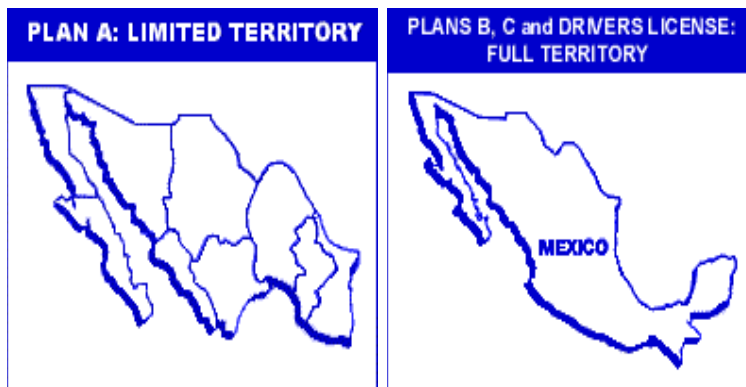 PLAN A: LIMITED TERRITORY
PLANS B, C and DRIVERS LICENSE:
FULL TERRITORY
MEXICO